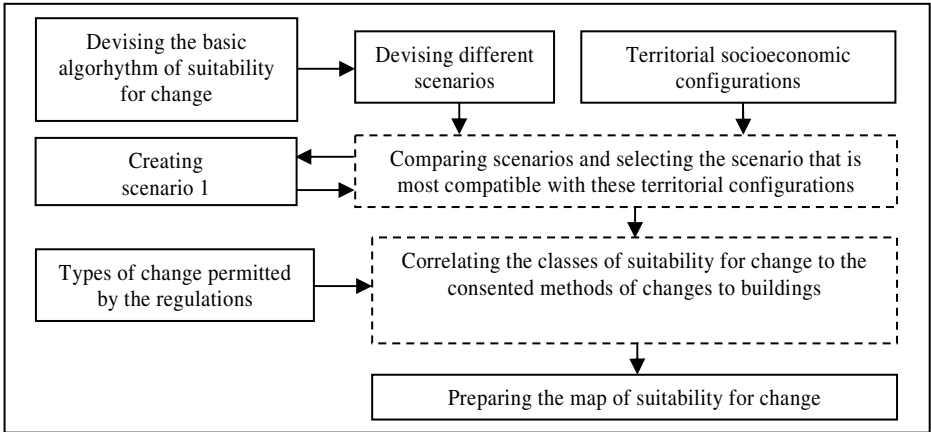 Devising the basic
algorhythm of suitability
for change
Devising different
scenarios
Territorial socioeconomic
configurations
Creating
scenario 1
Comparing scenarios and selecting the scenario that is
most compatible with these territorial configurations
Types of change permitted
by the regulations
Correlating the classes of suitability for change to the
consented methods of changes to buildings
Preparing the map of suitability for change